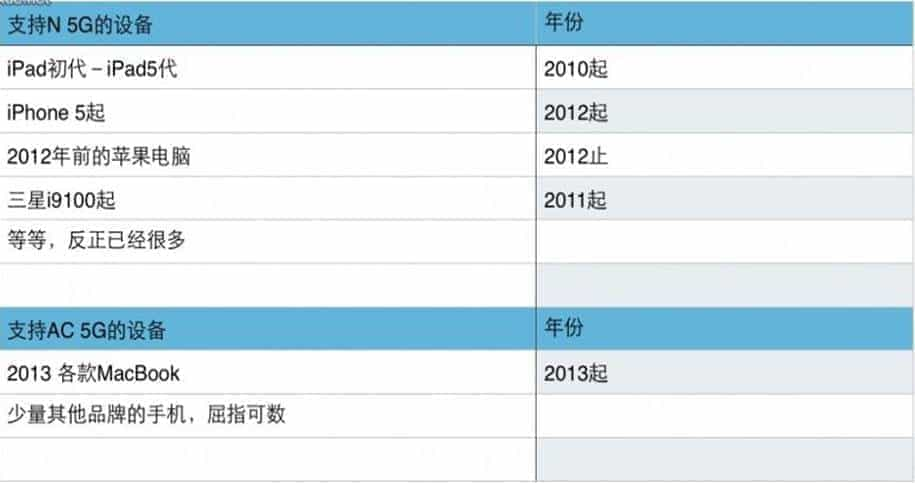 支持N 5G的设备 年份
iPad初代－iPad5代 2010起
iPhone 5起 2012起
2012年前的苹果电脑 2012止
三星i9100起 2011起
等等，反正已经很多
支持AC 5G的设备 年份
2013 各款MacBook 2013起
少量其他品牌的手机，屈指可数